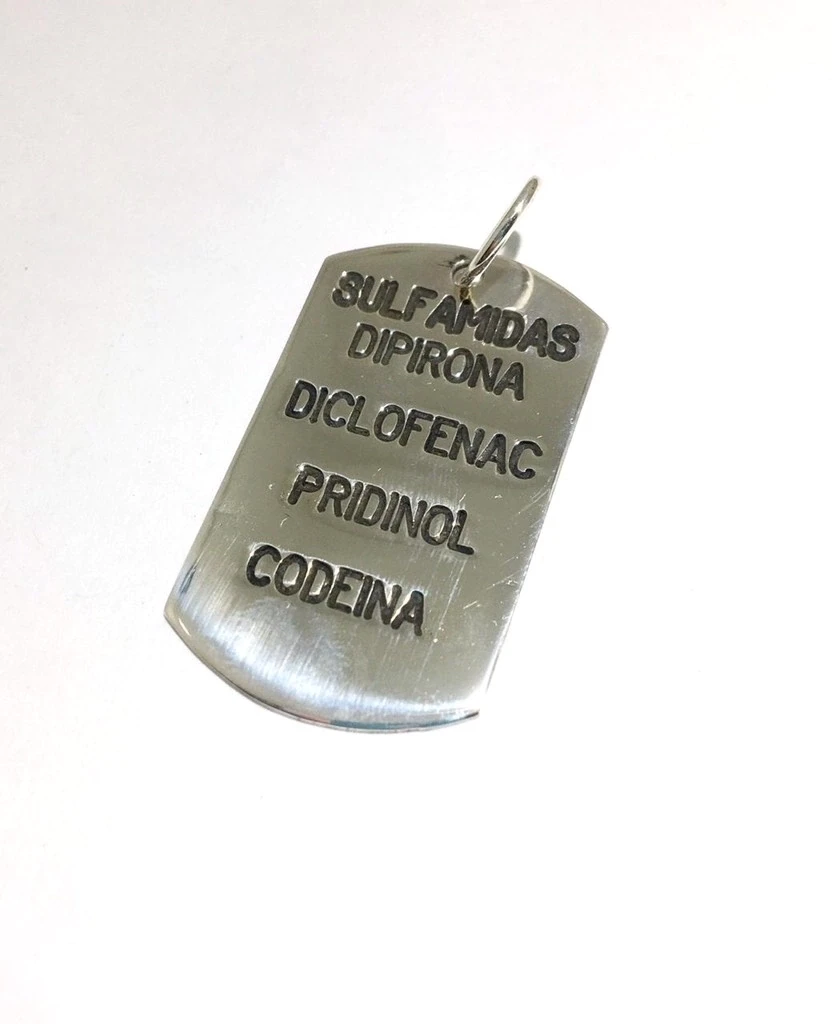 SULFAMIDAS
DIPIRONA
DICLOFENAC
PRIDINOL
CODEINA